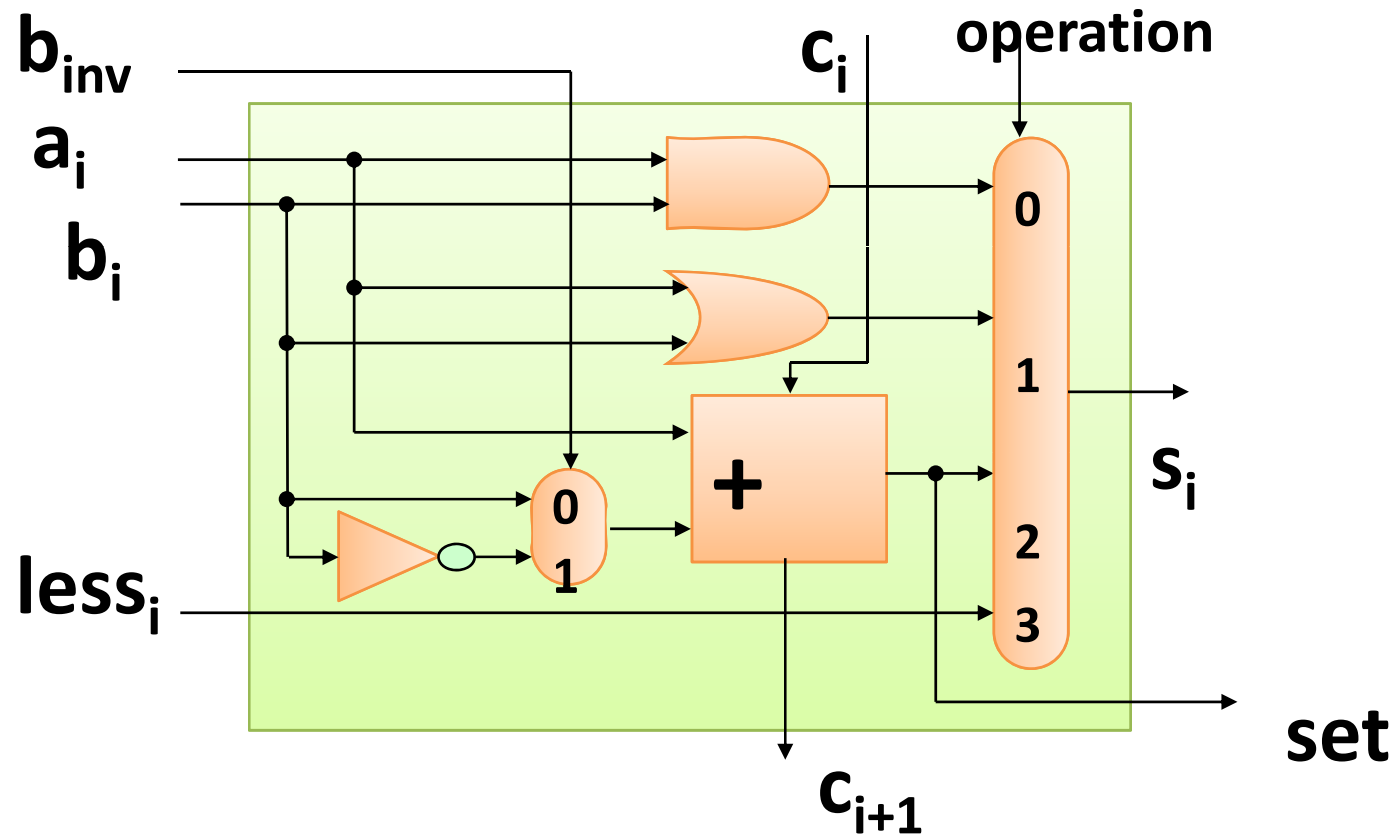 b_inv
c_i
operation
a_i
b_i
0
1
+
0
1
2
3
s_i
less_i
set
c_i+1